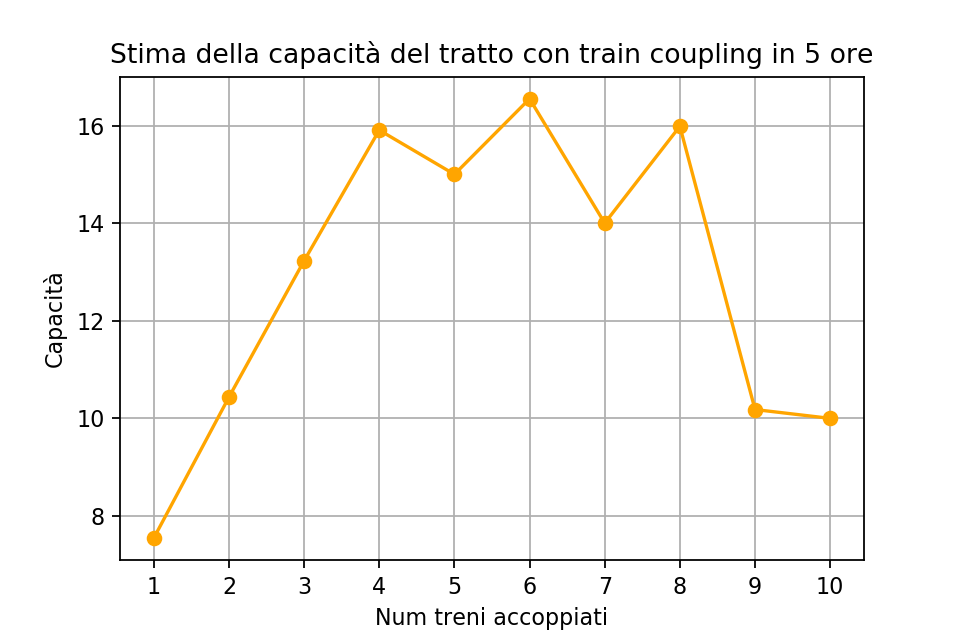 Stima della capacità del tratto con train coupling in 5 ore
16
14
12
10
8
Capacità
1 2 3 4 5 6 7 8 9 10
Num treni accoppiati